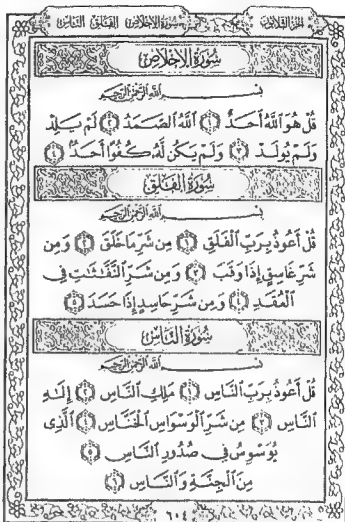 سورة الإخلاص الفلق الناس
الجزء الثلاثون
سُورَةُ الإِخْلَاصِ
بِسْمِ اللَّهِ الرَّحْمَٰنِ الرَّحِيمِ
قُلْ هُوَ اللَّهُ أَحَدٌ ١ اللَّهُ الصَّمَدُ ٢ لَمْ يَلِدْ
وَلَمْ يُولَدْ ٣ وَلَمْ يَكُن لَّهُ كُفُوًا أَحَدٌ ٤
سُورَةُ الفَلَقِ
بِسْمِ اللَّهِ الرَّحْمَٰنِ الرَّحِيمِ
قُلْ أَعُوذُ بِرَبِّ الْفَلَقِ ١ مِن شَرِّ مَا خَلَقَ ٢ وَمِن
شَرِّ غَاسِقٍ إِذَا وَقَبَ ٣ وَمِن شَرِّ النَّفَّاثَاتِ فِي
الْعُقَدِ ٤ وَمِن شَرِّ حَاسِدٍ إِذَا حَسَدَ ٥
سُورَةُ النَّاسِ
بِسْمِ اللَّهِ الرَّحْمَٰنِ الرَّحِيمِ
قُلْ أَعُوذُ بِرَبِّ النَّاسِ ١ مَلِكِ النَّاسِ ٢ إِلَٰهِ
النَّاسِ ٣ مِن شَرِّ الْوَسْوَاسِ الْخَنَّاسِ ٤ الَّذِي
يُوَسْوِسُ فِي صُدُورِ النَّاسِ ٥
مِنَ الْجِنَّةِ وَالنَّاسِ ٦
٦٠٤